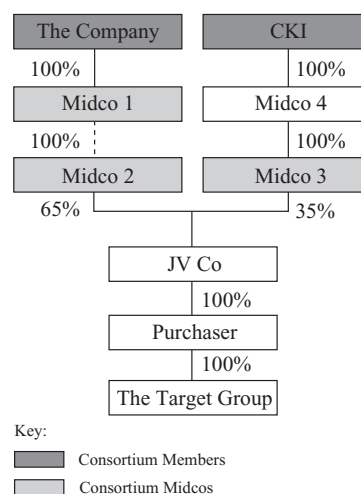 The Company CKI
100% 100%
Midco 1 Midco 4
100% 100%
Midco 2 Midco 3
65% 35%
JV Co
100%
Purchaser
100%
The Target Group
Key:
Consortium Members
Consortium Midcos